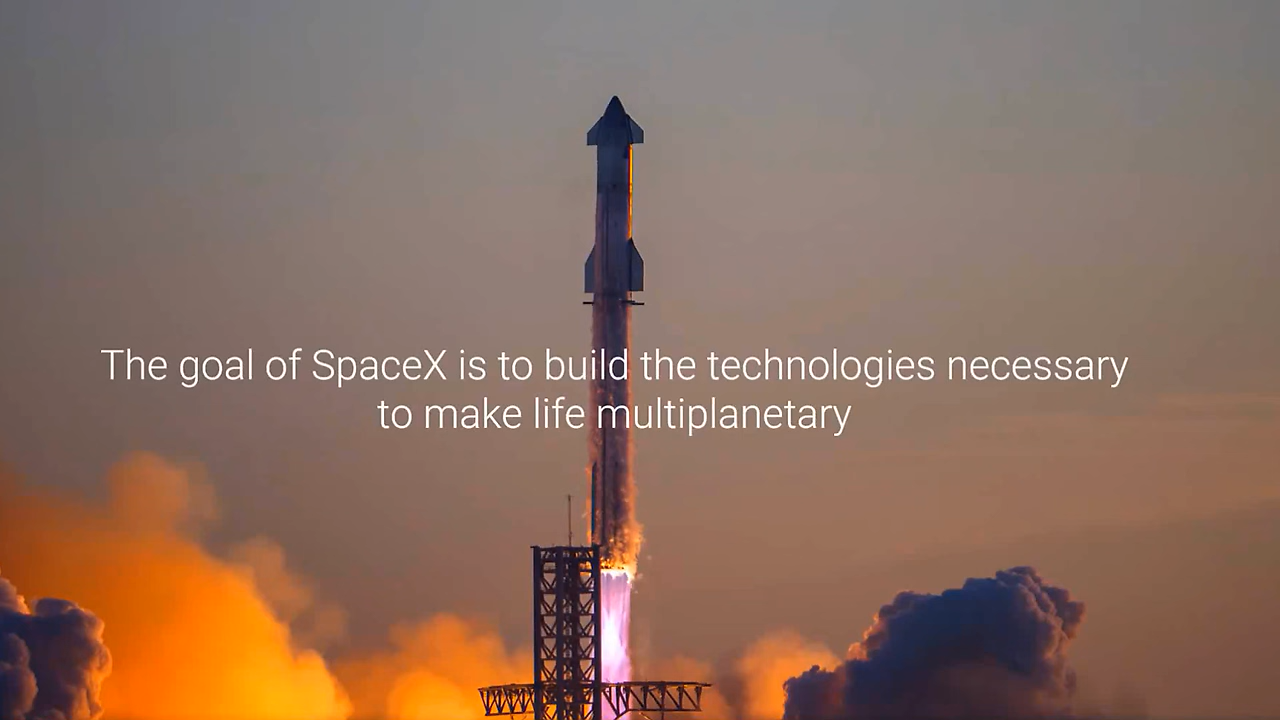 The goal of SpaceX is to build the technologies necessary
to make life multiplanetary